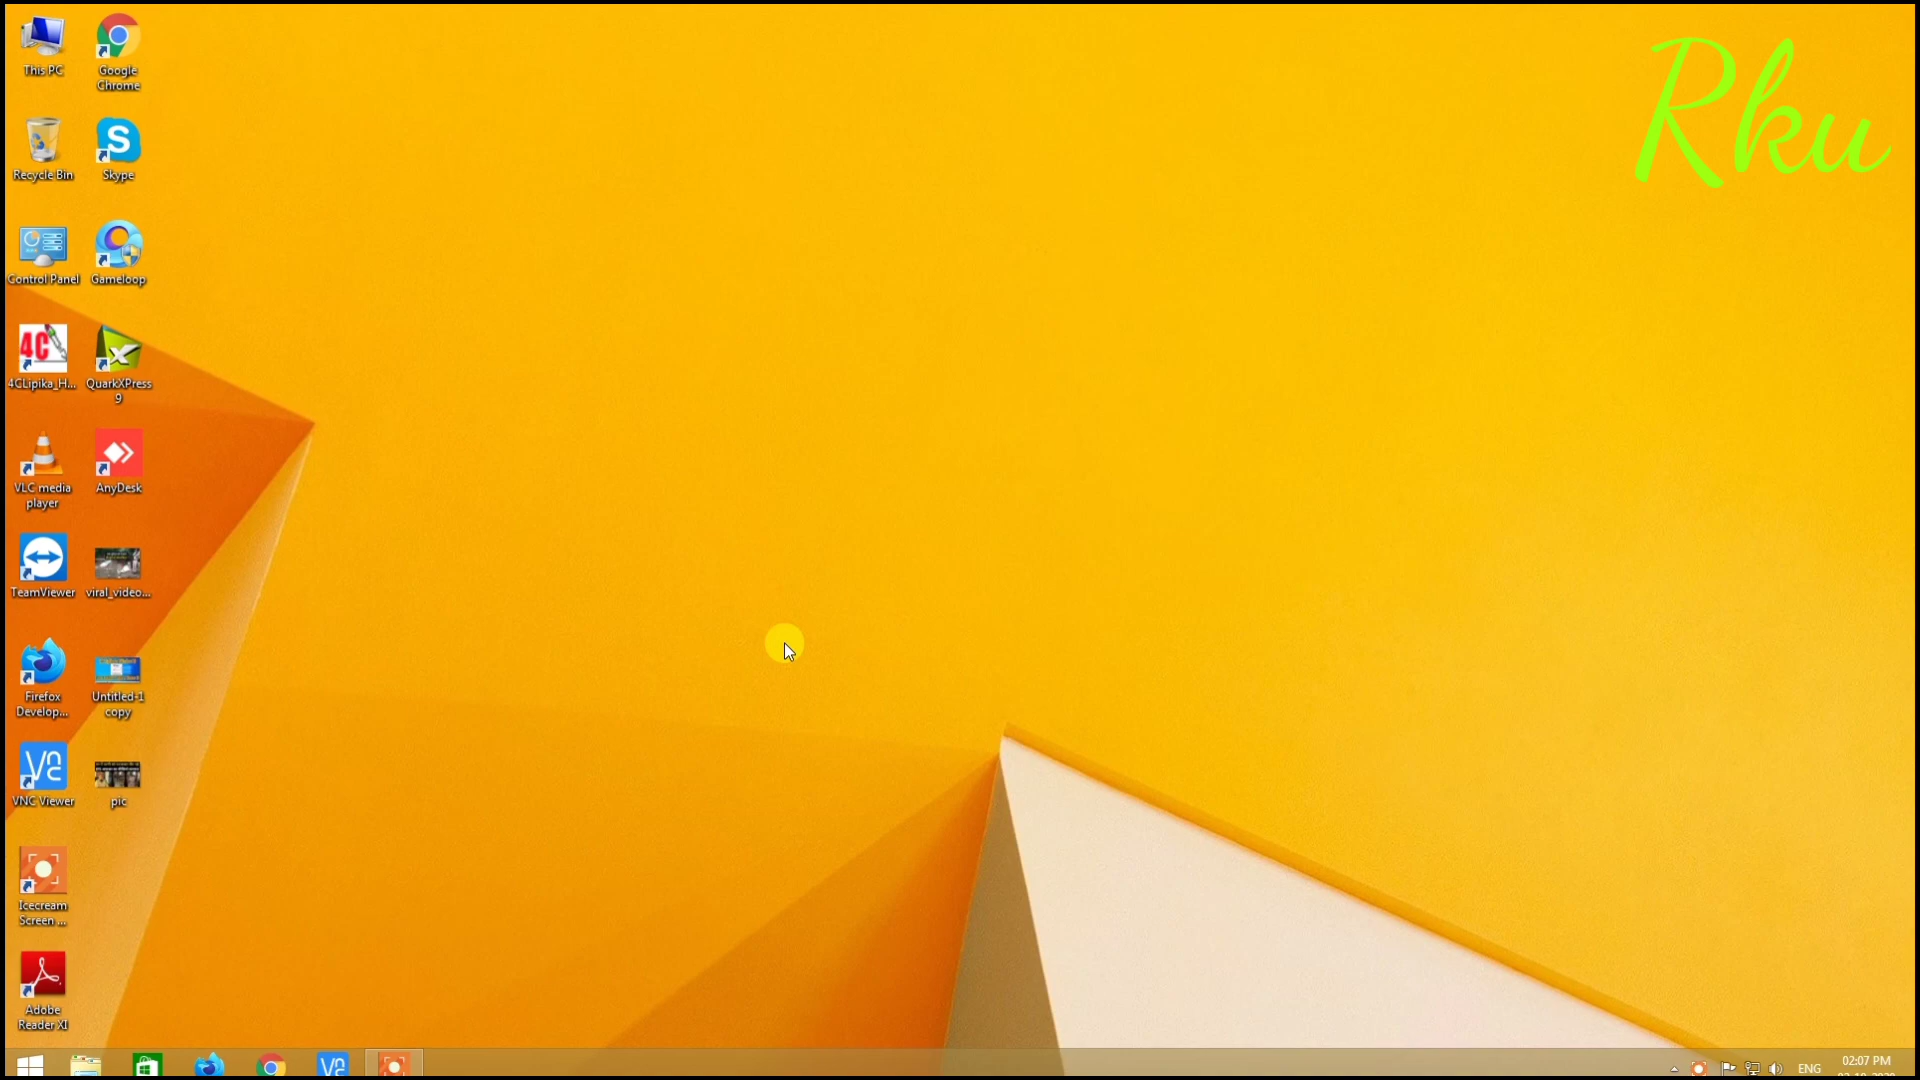 Rku
This PC
Google
Chrome
Recycle Bin
Skype
Control Panel
Gameloop
4CLipika_H...
QuarkXPress
9
VLC media
player
AnyDesk
TeamViewer
viral_video...
Firefox
Develop...
Untitled-1
copy
VNC Viewer
pic
Icecream
Screen ...
Adobe
Reader XI
ENG
02:07 PM